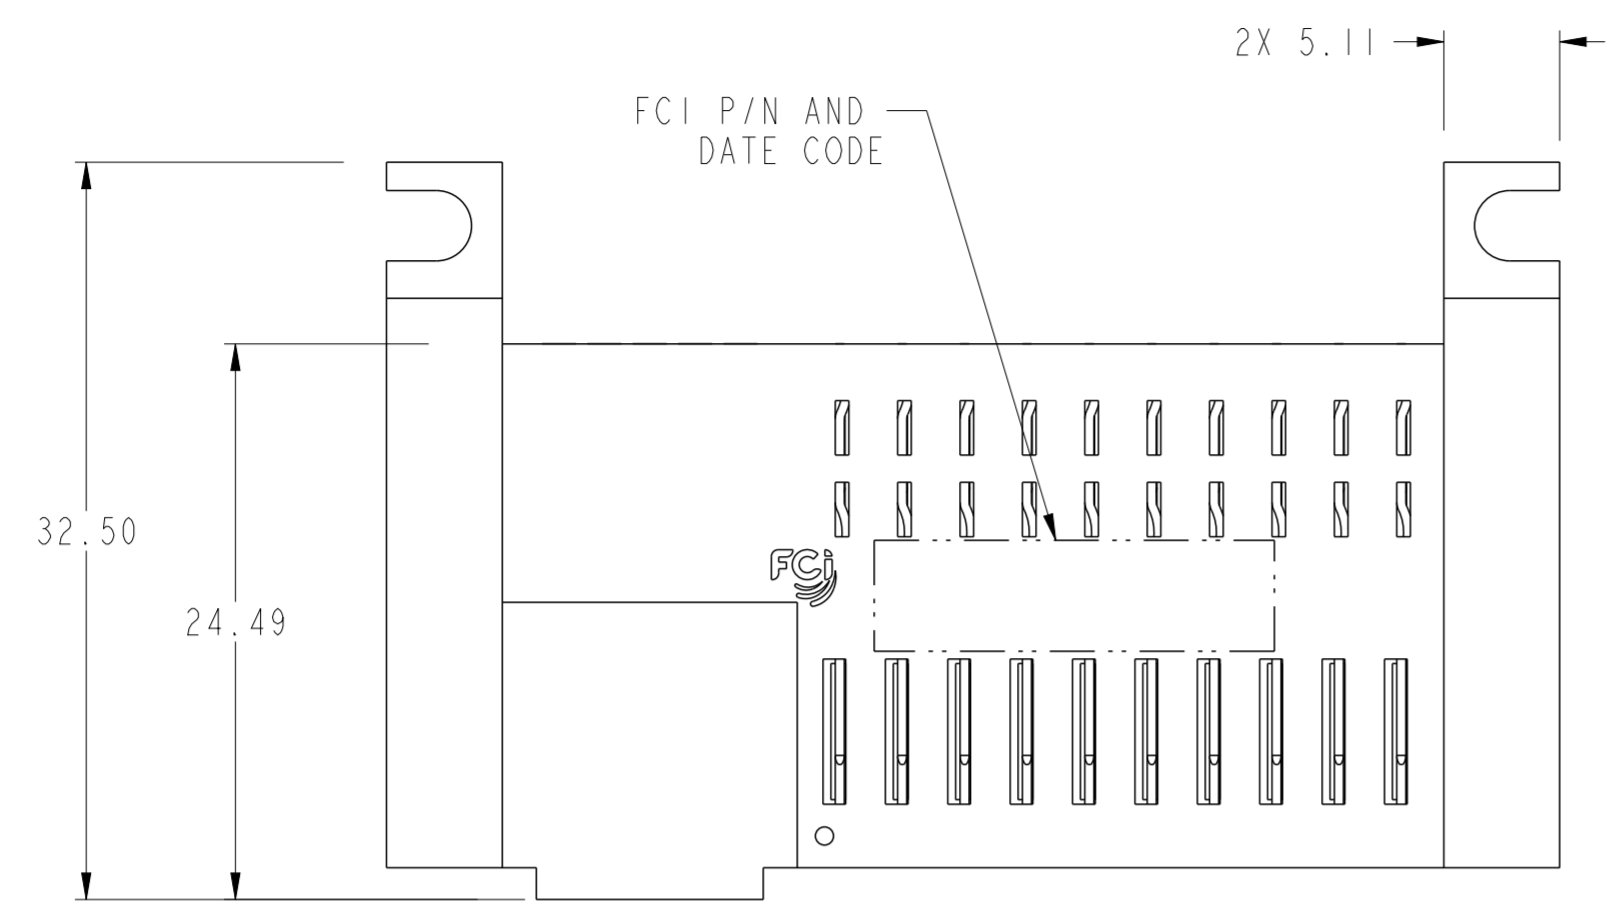 2X 5.11
FCI P/N AND
DATE CODE
32.50
24.49
FCi